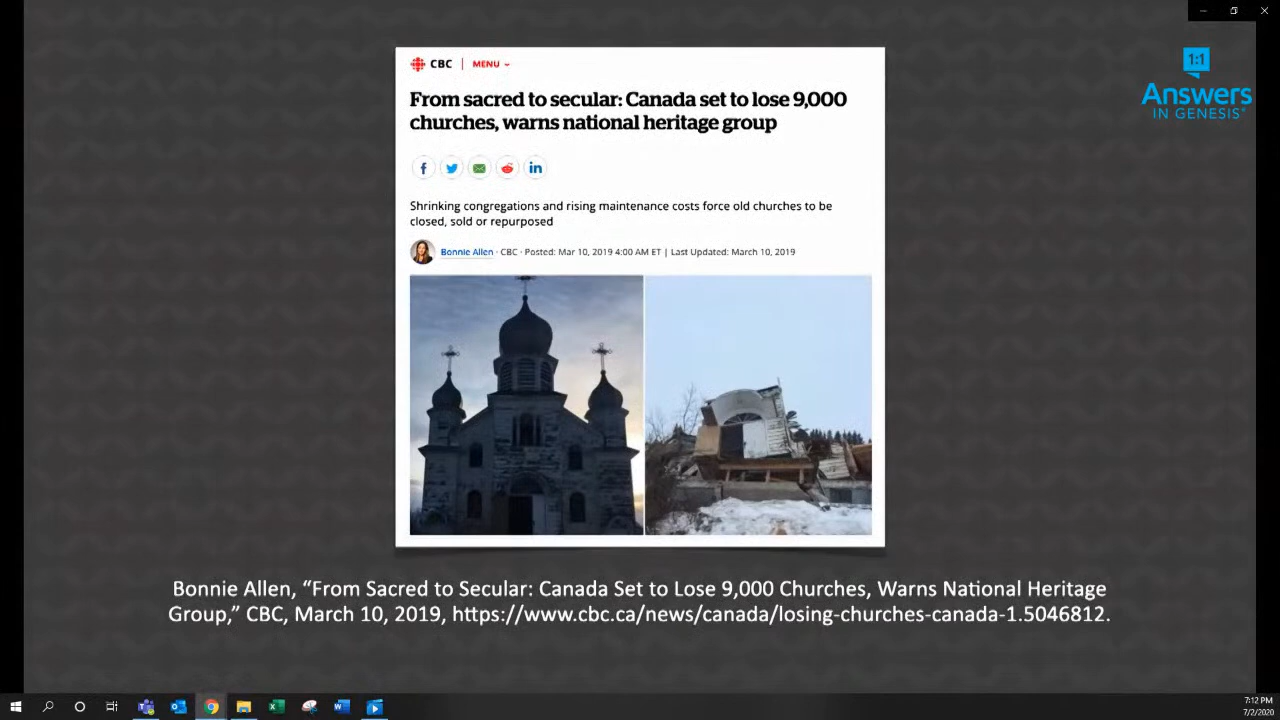 1:1
Answers
IN GENESIS®
CBC | MENU
From sacred to secular: Canada set to lose 9,000
churches, warns national heritage group
Shrinking congregations and rising maintenance costs force old churches to be
closed, sold or repurposed
Bonnie Allen · CBC · Posted: Mar 10, 2019 4:00 AM ET | Last Updated: March 10, 2019
Bonnie Allen, “From Sacred to Secular: Canada Set to Lose 9,000 Churches, Warns National Heritage
Group,” CBC, March 10, 2019, https://www.cbc.ca/news/canada/losing-churches-canada-1.5046812.
7:12 PM
7/2/2020